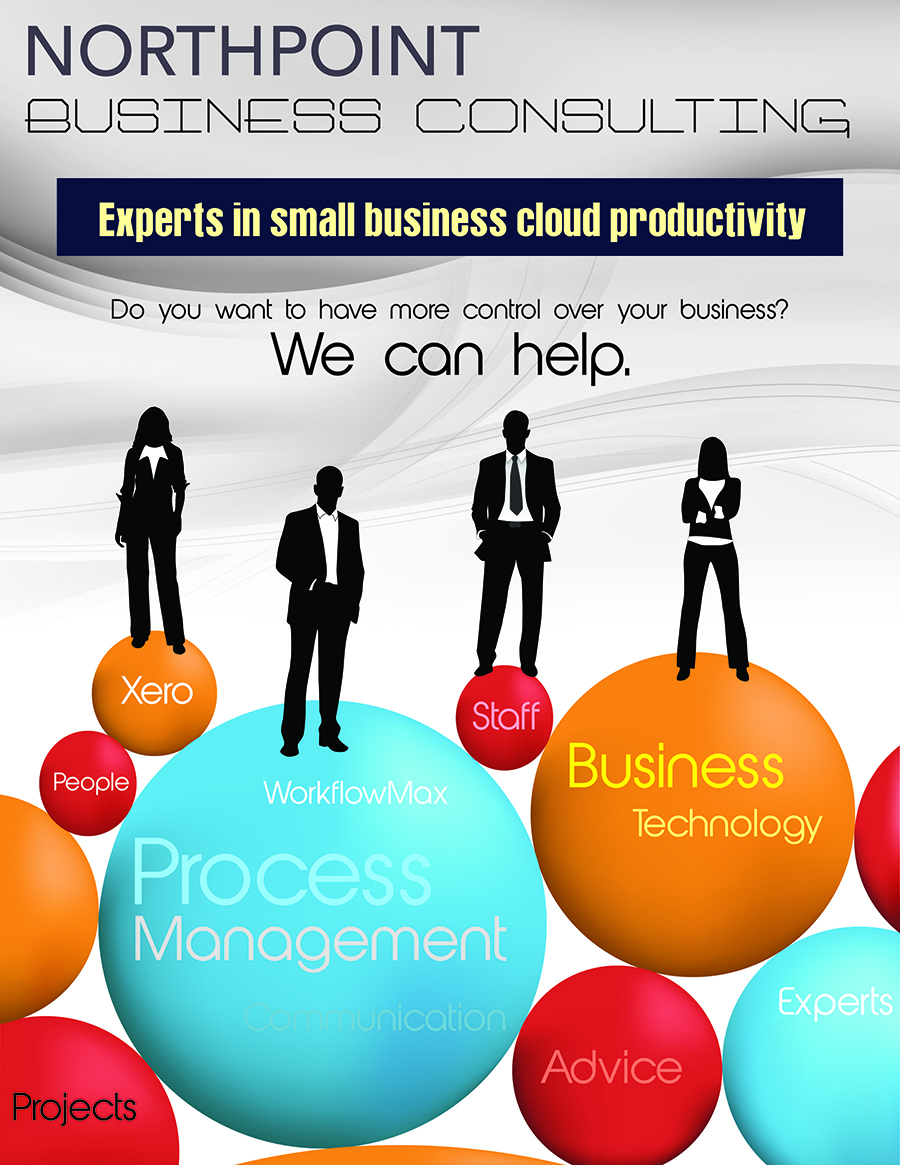 NORTHPOINT
BUSINESS CONSULTING
Experts in small business cloud productivity
Do you want to have more control over your business?
We can help.
Xero
Staff
People
WorkflowMax
Business
Technology
Process
Management
Communication
Experts
Advice
Projects